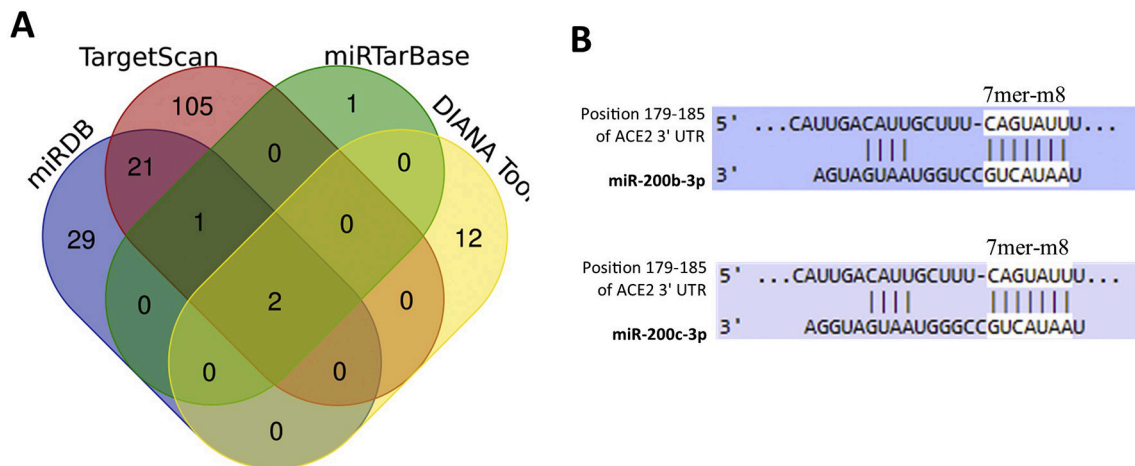 A
TargetScan
miRTarBase
miRDB
DIANA Tool
105
1
21
0
0
1
0
29
12
0
2
0
0
0
0
B
7mer-m8
Position 179-185
of ACE2 3' UTR
5' ...CAUUGACAUUGCUUU-CAGUAUUU...
miR-200b-3p
3' AGUAGUAAUGGUCCGUCAUAAU
7mer-m8
Position 179-185
of ACE2 3' UTR
5' ...CAUUGACAUUGCUUU-CAGUAUUU...
miR-200c-3p
3' AGGUAGUAAUGGGCCGUCAUAAU